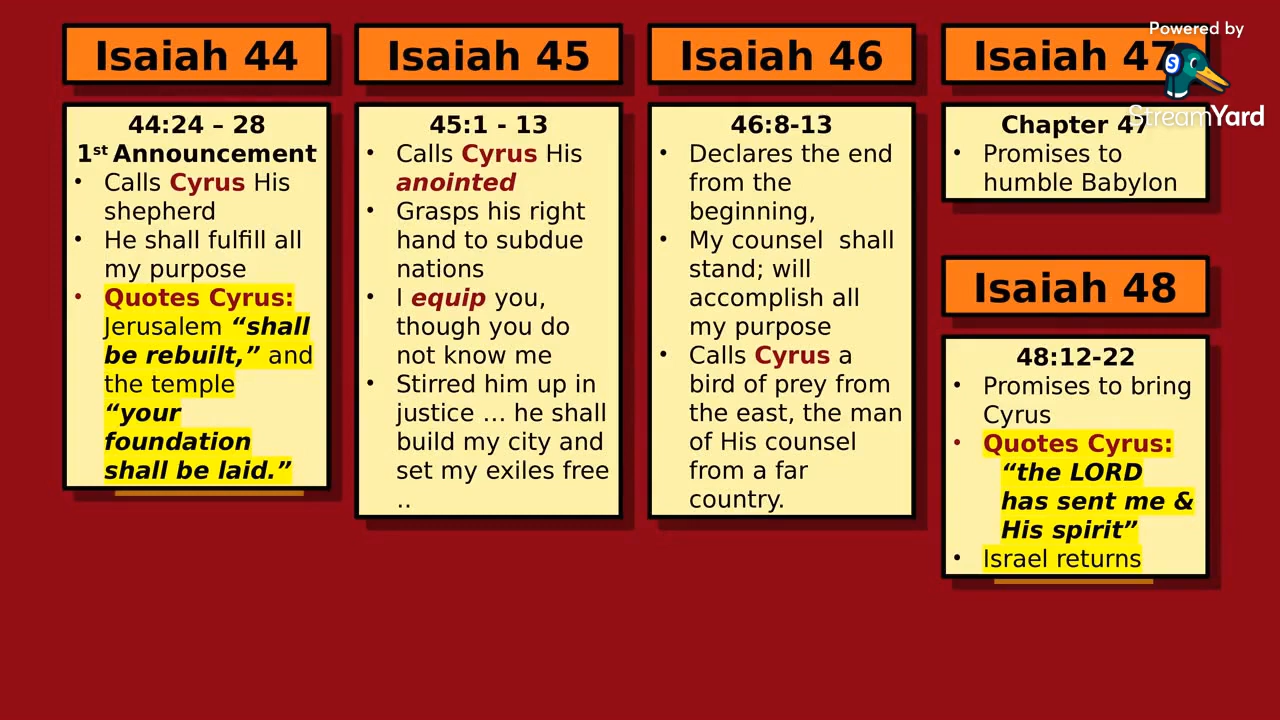 Isaiah 44
44:24 – 28
1st Announcement
• Calls Cyrus His
shepherd
• He shall fulfill all
my purpose
• Quotes Cyrus:
Jerusalem “shall
be rebuilt,” and
the temple
“your
foundation
shall be laid.”
Isaiah 45
45:1 - 13
• Calls Cyrus His
anointed
• Grasps his right
hand to subdue
nations
• I equip you,
though you do
not know me
• Stirred him up in
justice … he shall
build my city and
set my exiles free
..
Isaiah 46
46:8-13
• Declares the end
from the
beginning,
• My counsel  shall
stand; will
accomplish all
my purpose
• Calls Cyrus a
bird of prey from
the east, the man
of His counsel
from a far
country.
Isaiah 47
Chapter 47
• Promises to
humble Babylon
Isaiah 48
48:12-22
• Promises to bring
Cyrus
• Quotes Cyrus:
“the LORD
has sent me &
His spirit”
• Israel returns
Powered by
S
StreamYard